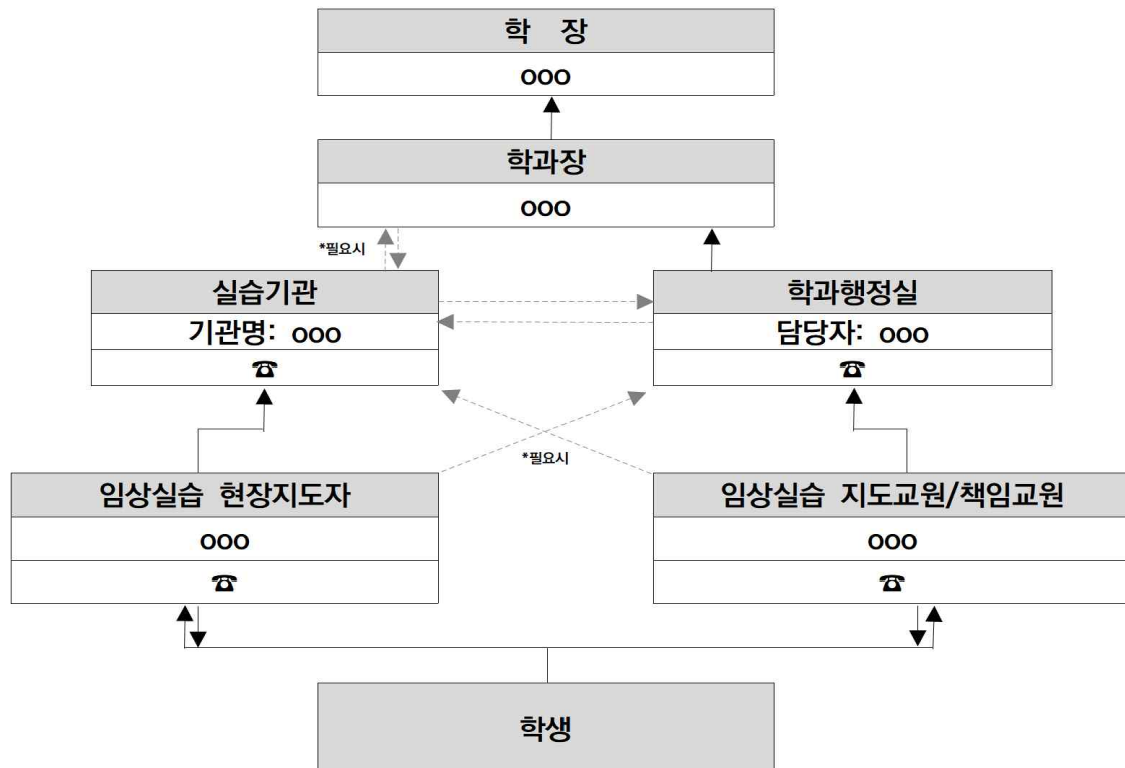 학 장
OOO
학과장
OOO
*필요시
실습기관
기관명: OOO
☎
학과행정실
담당자: OOO
☎
*필요시
임상실습 현장지도자
OOO
☎
임상실습 지도교원/책임교원
OOO
☎
학생